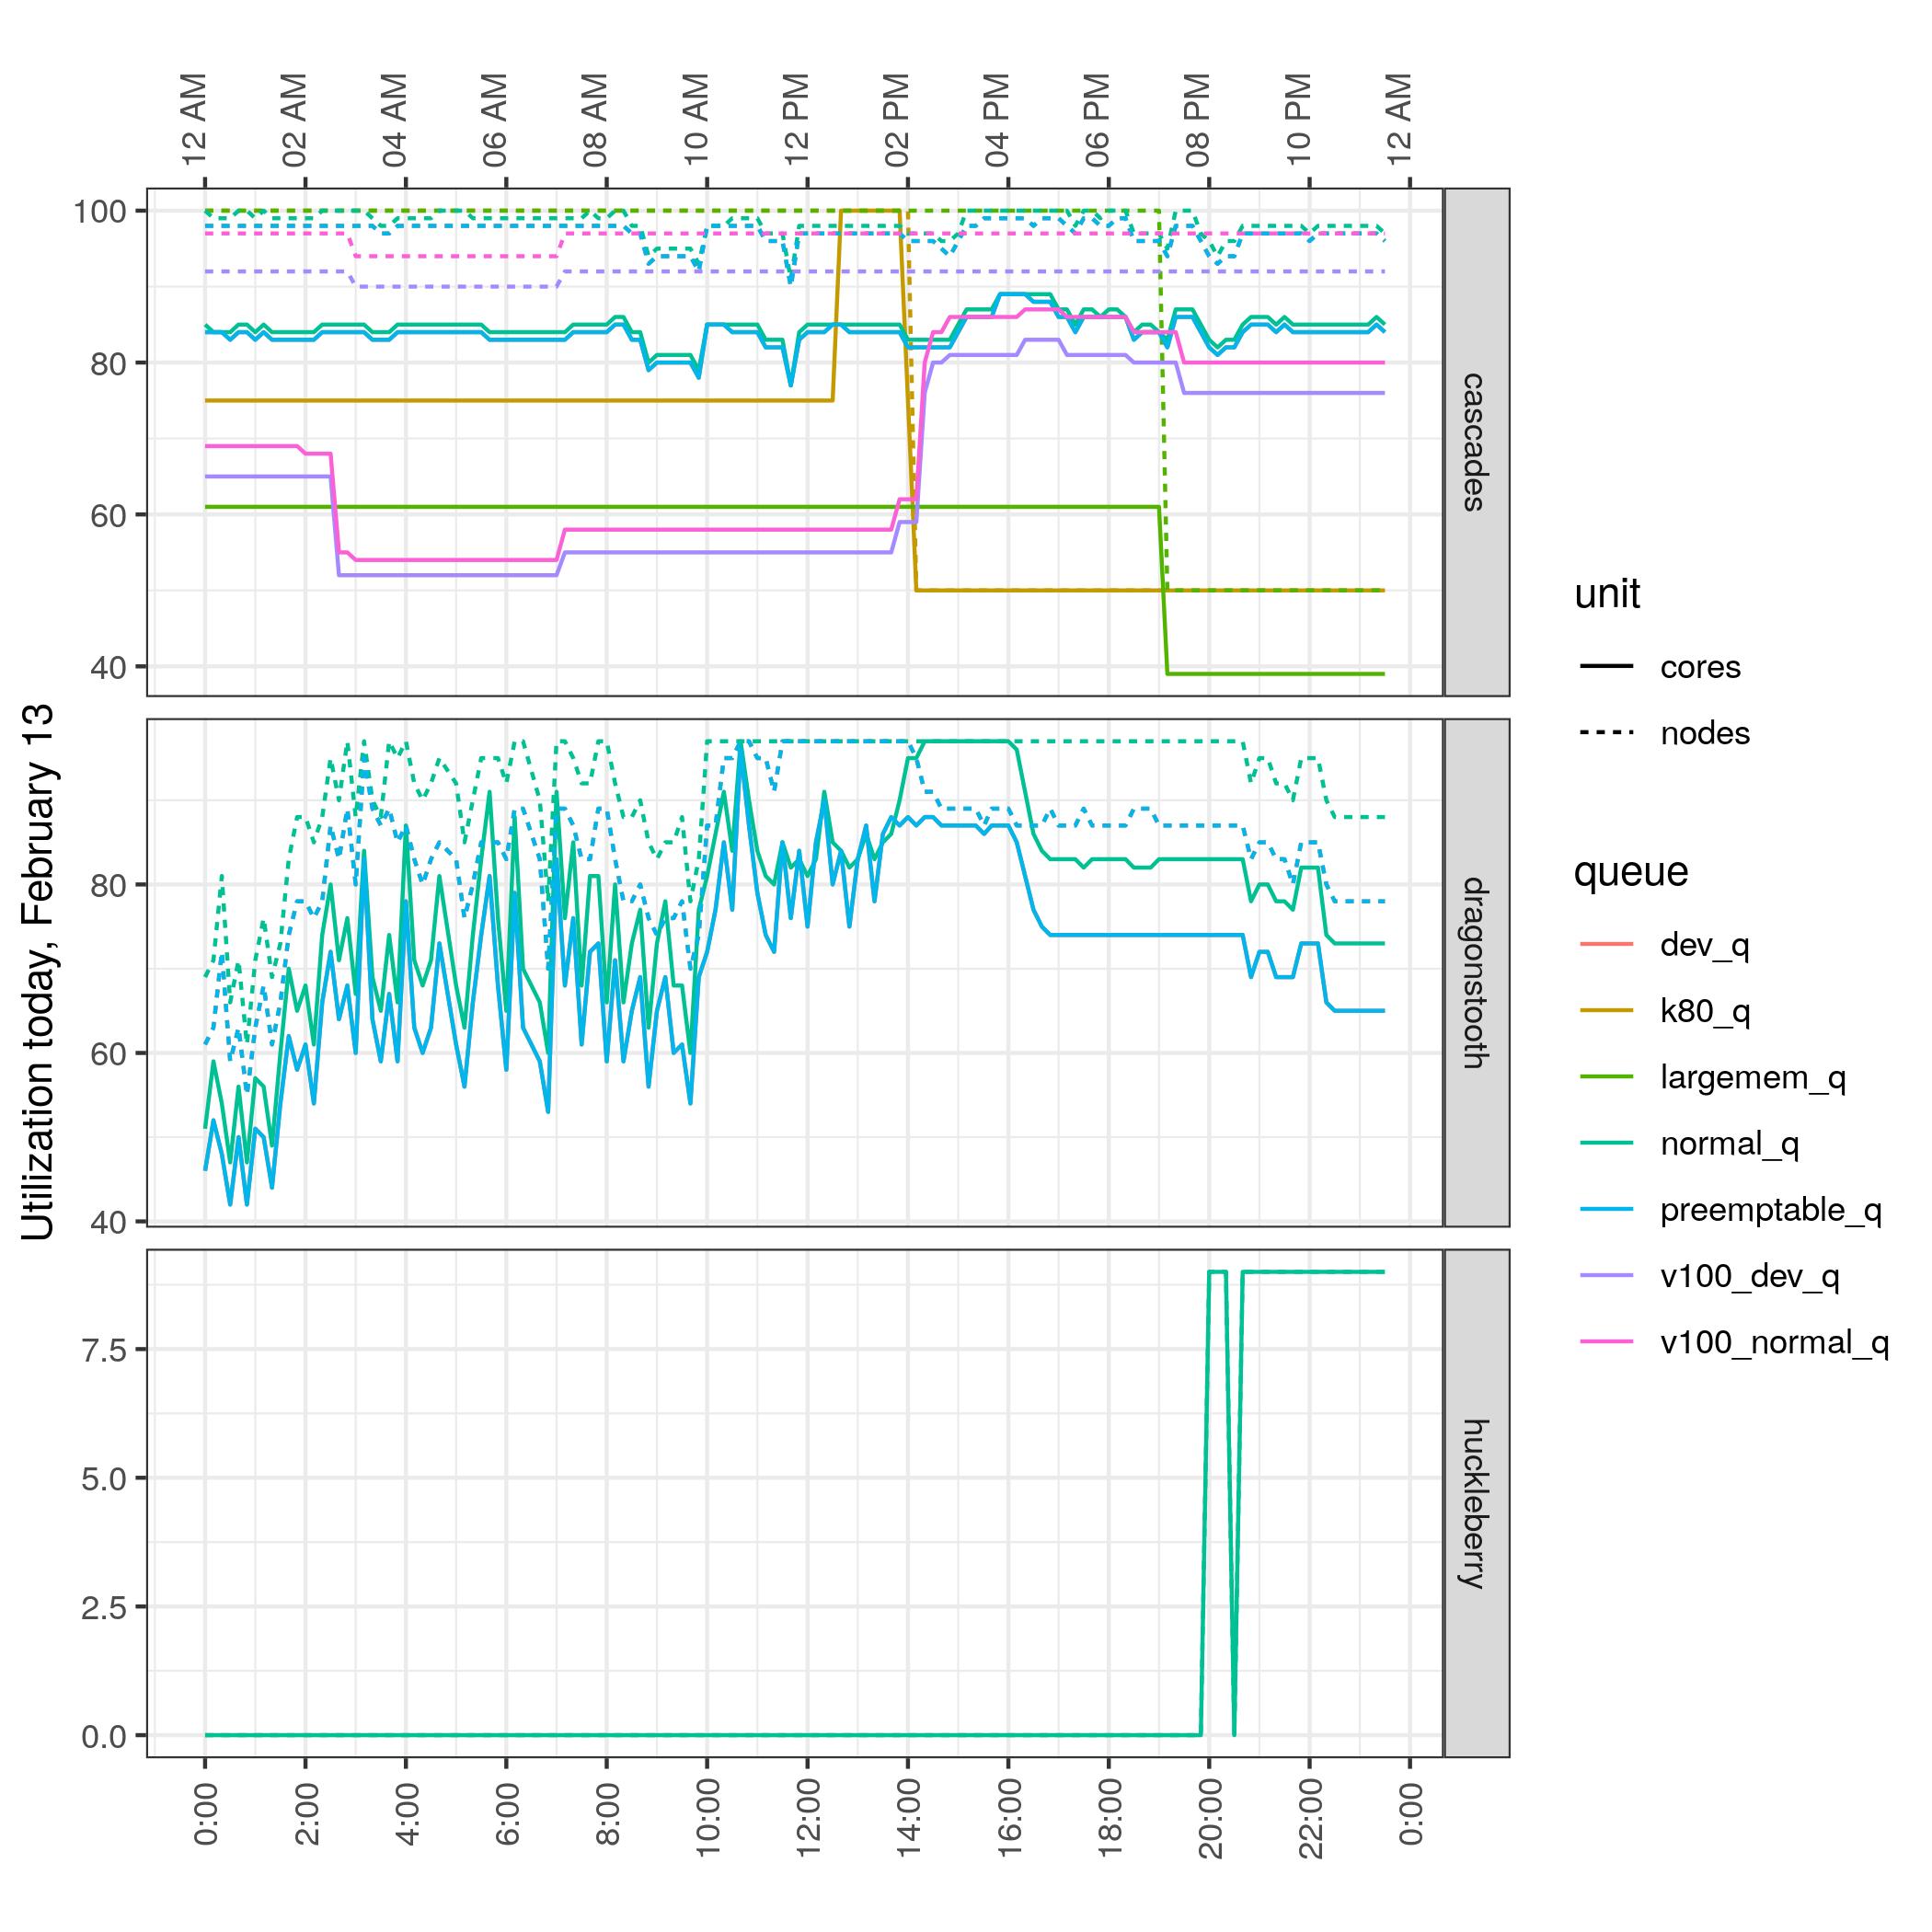 12 AM
02 AM
04 AM
06 AM
08 AM
10 AM
12 PM
02 PM
04 PM
06 PM
08 PM
10 PM
12 AM
Utilization today, February 13
100
80
60
40
cascades
80
60
40
dragonstooth
7.5
5.0
2.5
0.0
huckleberry
0:00
2:00
4:00
6:00
8:00
10:00
12:00
14:00
16:00
18:00
20:00
22:00
0:00
unit
cores
nodes
queue
dev_q
k80_q
largemem_q
normal_q
preemptable_q
v100_dev_q
v100_normal_q